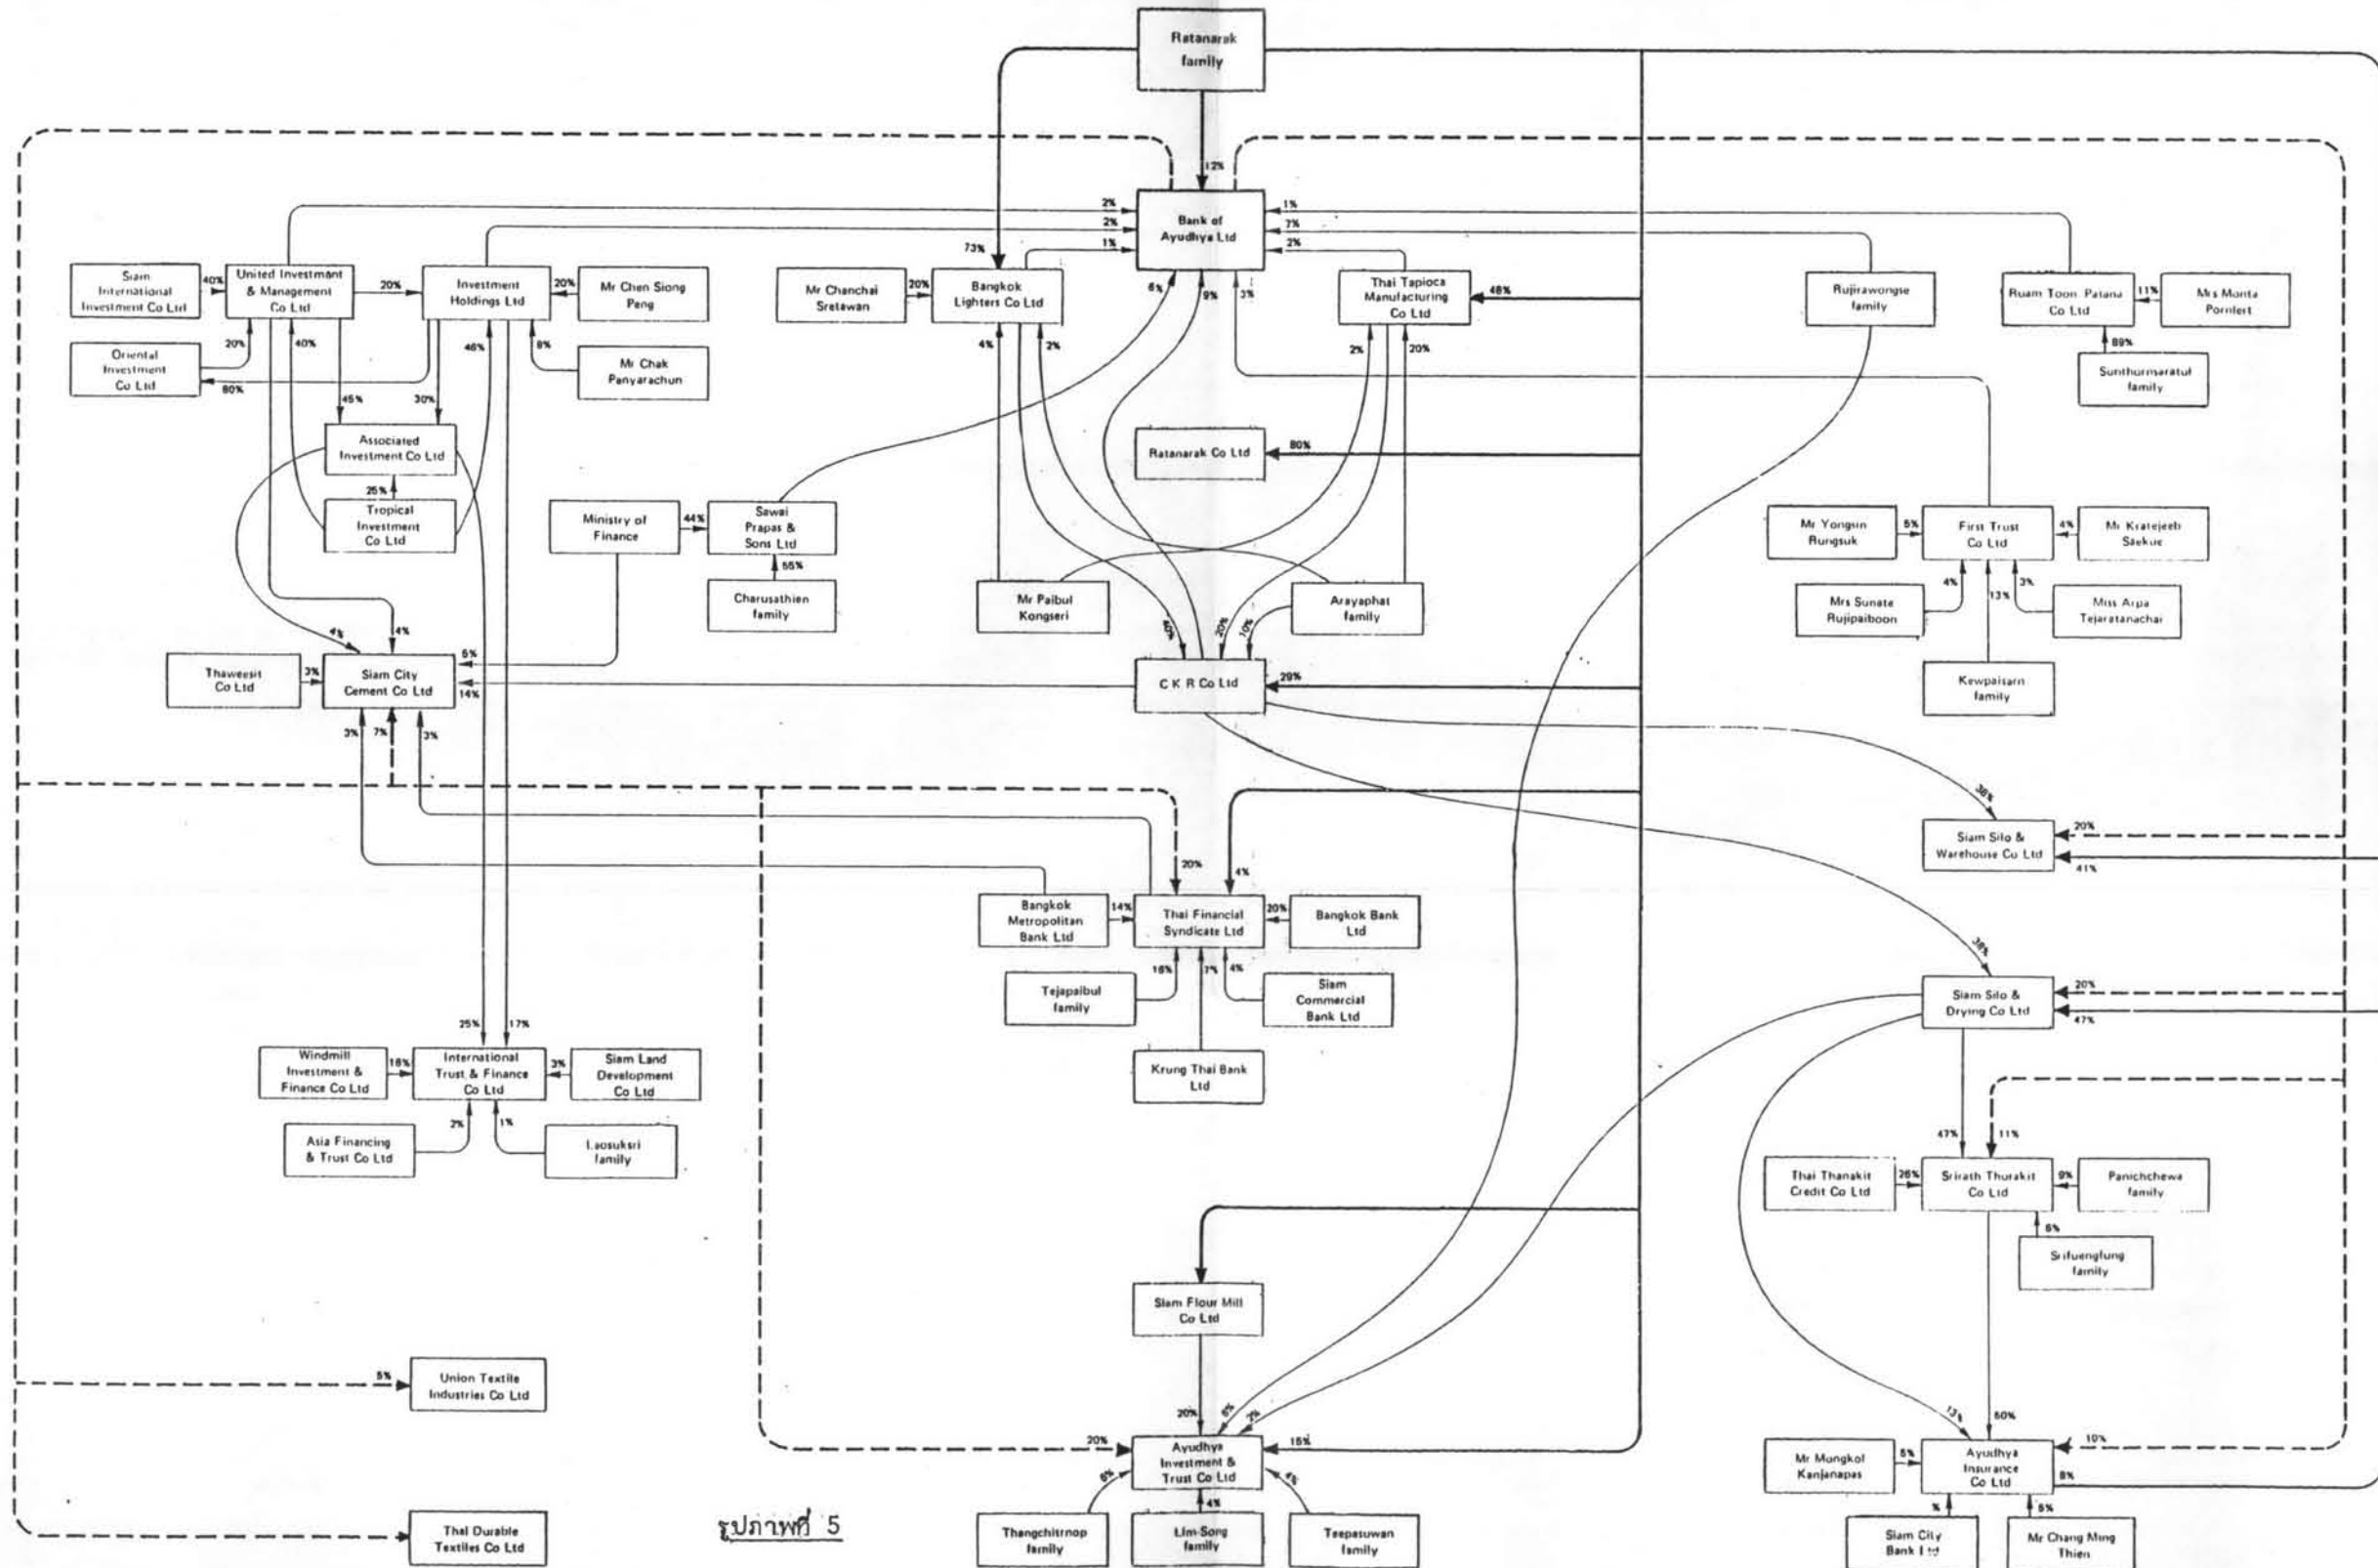 Ratanarak
family
12%
2%
2%
1%
Bank of
Ayudhya Ltd
1%
7%
2%
73%
6%
9%
3%
Siam
International
Investment Co Ltd
40%
United Investment
& Management
Co Ltd
20%
Investment
Holdings Ltd
20%
Mr Chen Siong
Peng
Mr Chanchai
Sretawan
20%
Bangkok
Lighters Co Ltd
Thai Tapioca
Manufacturing
Co Ltd
48%
Rujirawongse
family
Ruam Toon Patana
Co Ltd
11%
Mrs Monta
Pornlert
Oriental
Investment
Co Ltd
20%
40%
80%
46%
8%
Mr Chak
Panyarachun
4%
2%
2%
20%
89%
Sunthurnsaratul
family
45%
30%
Associated
Investment Co Ltd
Ratanarak Co Ltd
80%
25%
Tropical
Investment
Co Ltd
Ministry of
Finance
44%
Sawai
Prapas &
Sons Ltd
55%
Charusathien
family
Mr Yongsin
Rungsuk
5%
First Trust
Co Ltd
4%
Mr Kratejeeb
Saekue
Mr Paibul
Kongseri
Arayaphat
family
4%
13%
3%
Mrs Sunate
Rujipaiboon
Miss Arpa
Tejaratanachai
4%
4%
40%
20%
10%
Thaweesit
Co Ltd
3%
Siam City
Cement Co Ltd
5%
14%
C K R Co Ltd
29%
Kewpaisarn
family
3%
7%
3%
38%
Siam Silo &
Warehouse Co Ltd
20%
41%
20%
4%
Bangkok
Metropolitan
Bank Ltd
14%
Thai Financial
Syndicate Ltd
20%
Bangkok Bank
Ltd
38%
16%
7%
4%
Tejapaibul
family
Siam
Commercial
Bank Ltd
Siam Silo &
Drying Co Ltd
20%
47%
25%
17%
Windmill
Investment &
Finance Co Ltd
16%
International
Trust & Finance
Co Ltd
3%
Siam Land
Development
Co Ltd
Krung Thai Bank
Ltd
2%
1%
Asia Financing
& Trust Co Ltd
Laosuksri
family
47%
11%
Thai Thanakit
Credit Co Ltd
26%
Srirath Thurakit
Co Ltd
9%
Panichchewa
family
6%
Srifuengfung
family
Siam Flour Mill
Co Ltd
5%
Union Textile
Industries Co Ltd
20%
6%
2%
13%
50%
20%
Ayudhya
Investment &
Trust Co Ltd
15%
Mr Mungkol
Kanjanapas
5%
Ayudhya
Insurance
Co Ltd
10%
8%
6%
4%
4%
%
5%
Thai Durable
Textiles Co Ltd
รูปภาพที่ 5
Thangchitrnop
family
Lim-Song
family
Teepasuwan
family
Siam City
Bank Ltd
Mr Chang Ming
Thien